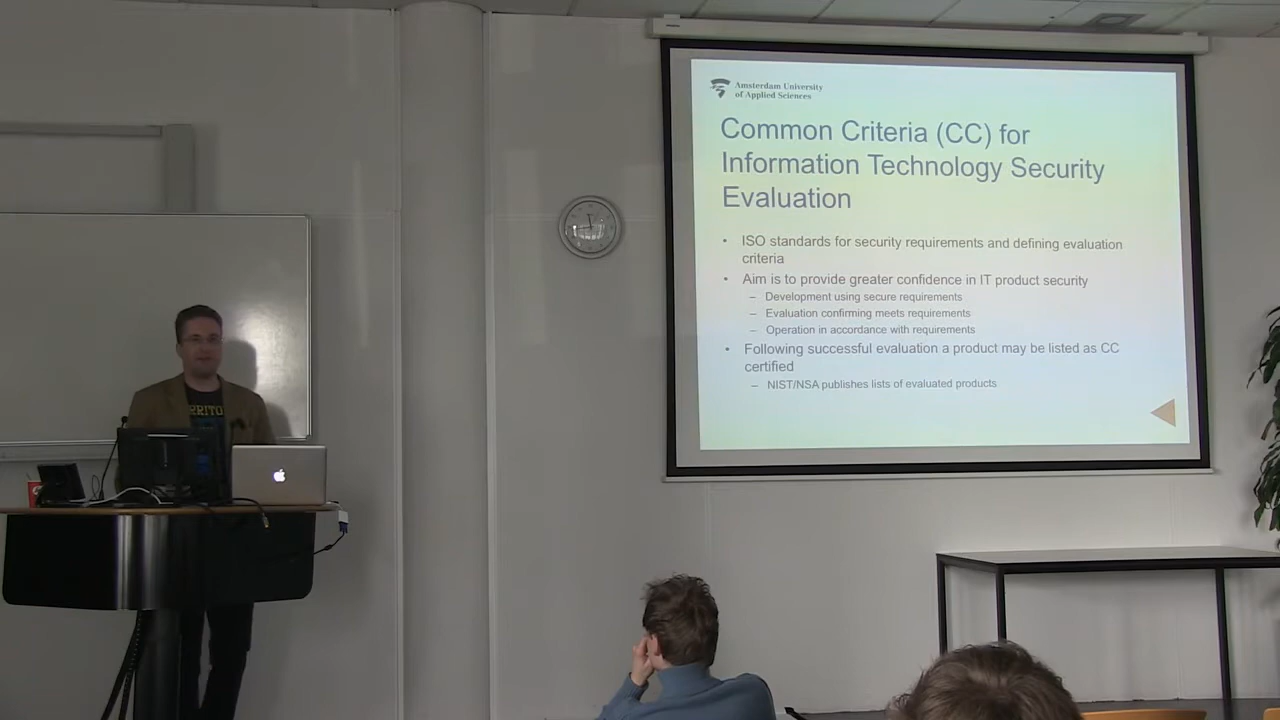 Amsterdam University
of Applied Sciences
Common Criteria (CC) for
Information Technology Security
Evaluation
• ISO standards for security requirements and defining evaluation
criteria
• Aim is to provide greater confidence in IT product security
– Development using secure requirements
– Evaluation confirming meets requirements
– Operation in accordance with requirements
• Following successful evaluation a product may be listed as CC
certified
– NIST/NSA publishes lists of evaluated products
RRITO